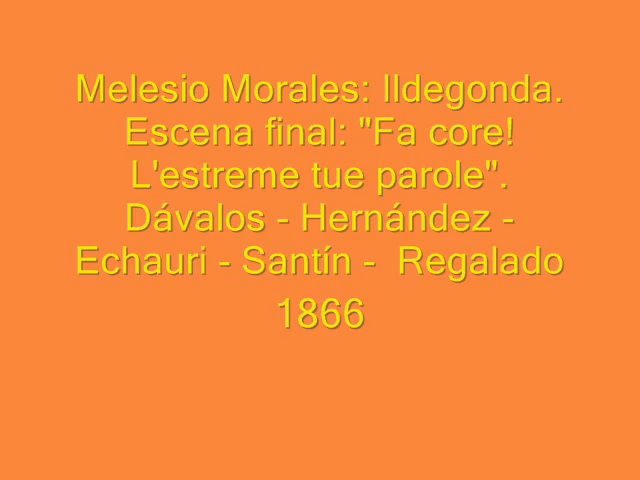 Melesio Morales: Ildegonda.
Escena final: "Fa core!
L'estreme tue parole".
Dávalos - Hernández -
Echauri - Santín -  Regalado
1866